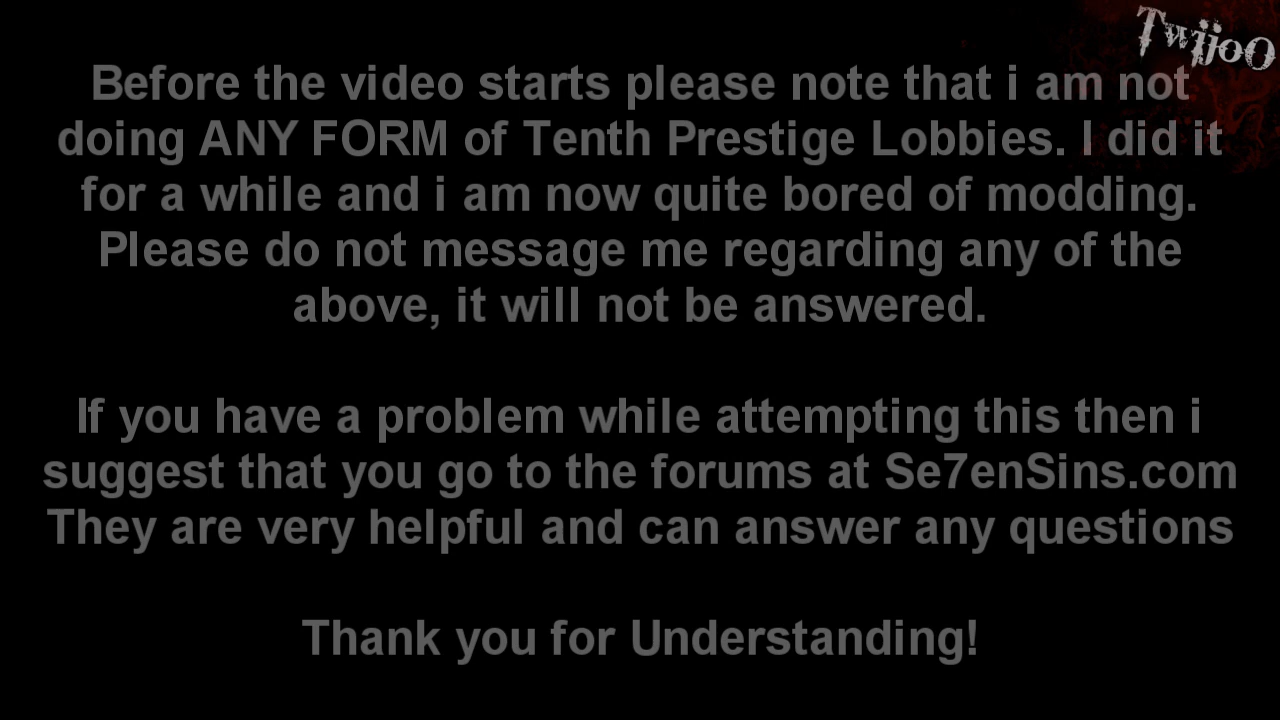 TwijoO
Before the video starts please note that i am not
doing ANY FORM of Tenth Prestige Lobbies. I did it
for a while and i am now quite bored of modding.
Please do not message me regarding any of the
above, it will not be answered.
If you have a problem while attempting this then i
suggest that you go to the forums at Se7enSins.com
They are very helpful and can answer any questions
Thank you for Understanding!